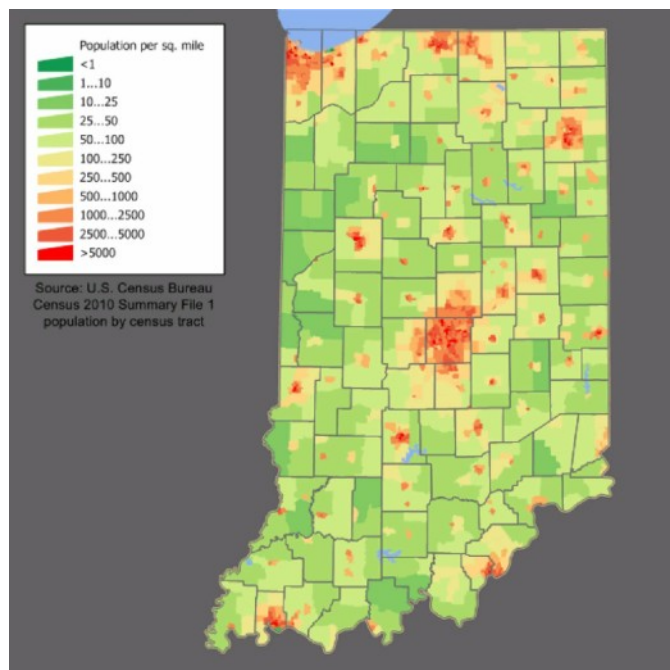 Population per sq. mile
<1
1...10
10...25
25...50
50...100
100...250
250...500
500...1000
1000...2500
2500...5000
>5000
Source: U.S. Census Bureau
Census 2010 Summary File 1
population by census tract